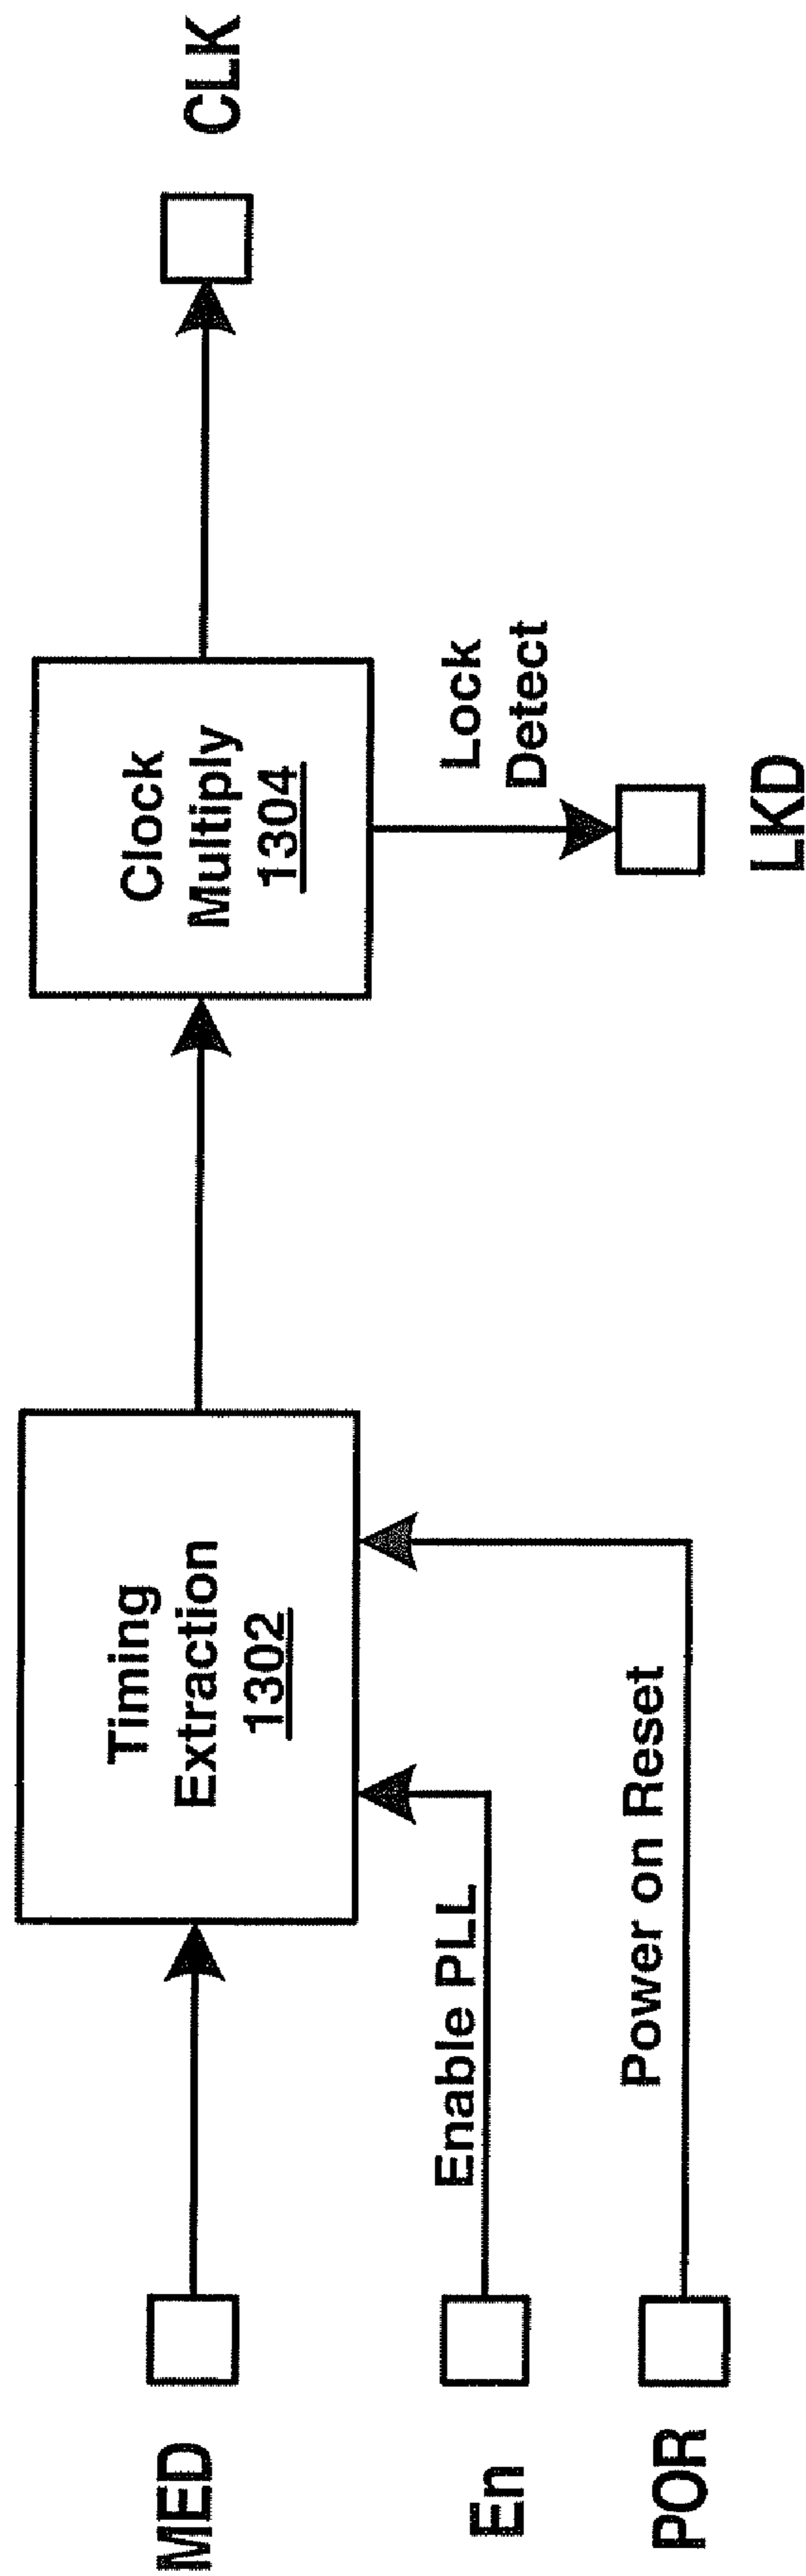 MED
Timing
Extraction
1302
Clock
Multiply
1304
CLK
En
Enable PLL
Lock
Detect
LKD
POR
Power on Reset